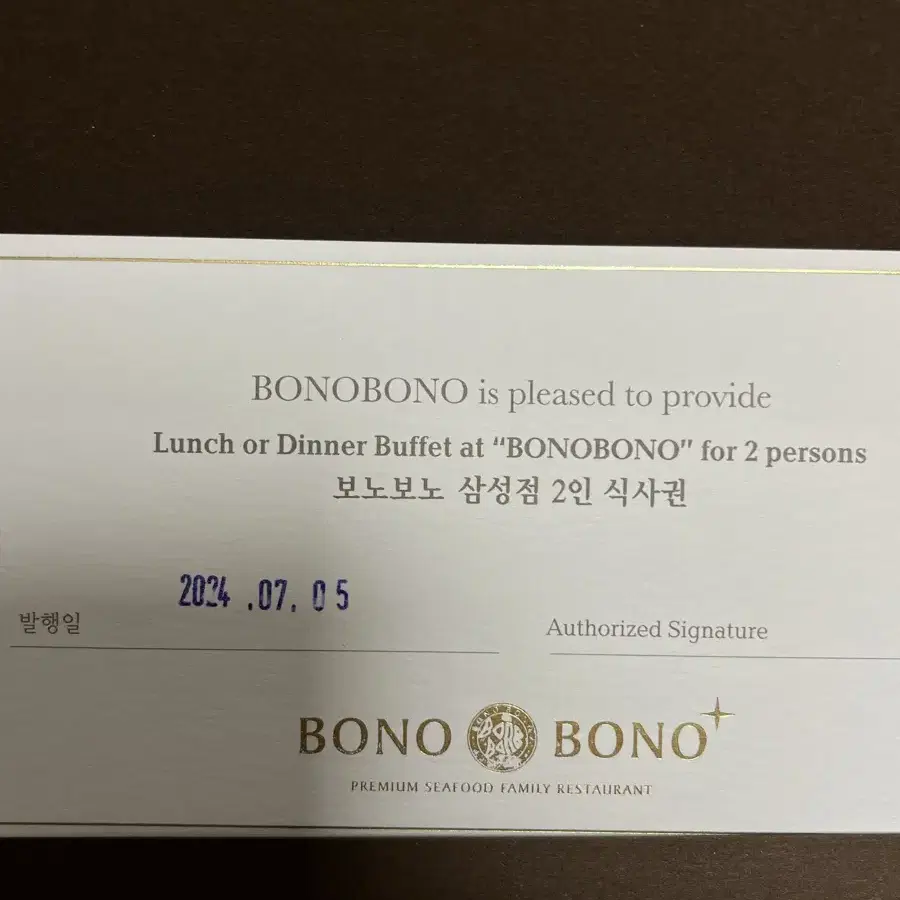 BONOBONO is pleased to provide
Lunch or Dinner Buffet at "BONOBONO" for 2 persons
보노보노 삼성점 2인 식사권
발행일 2024 .07. 05
Authorized Signature
BONO BONO
PREMIUM SEAFOOD FAMILY RESTAURANT